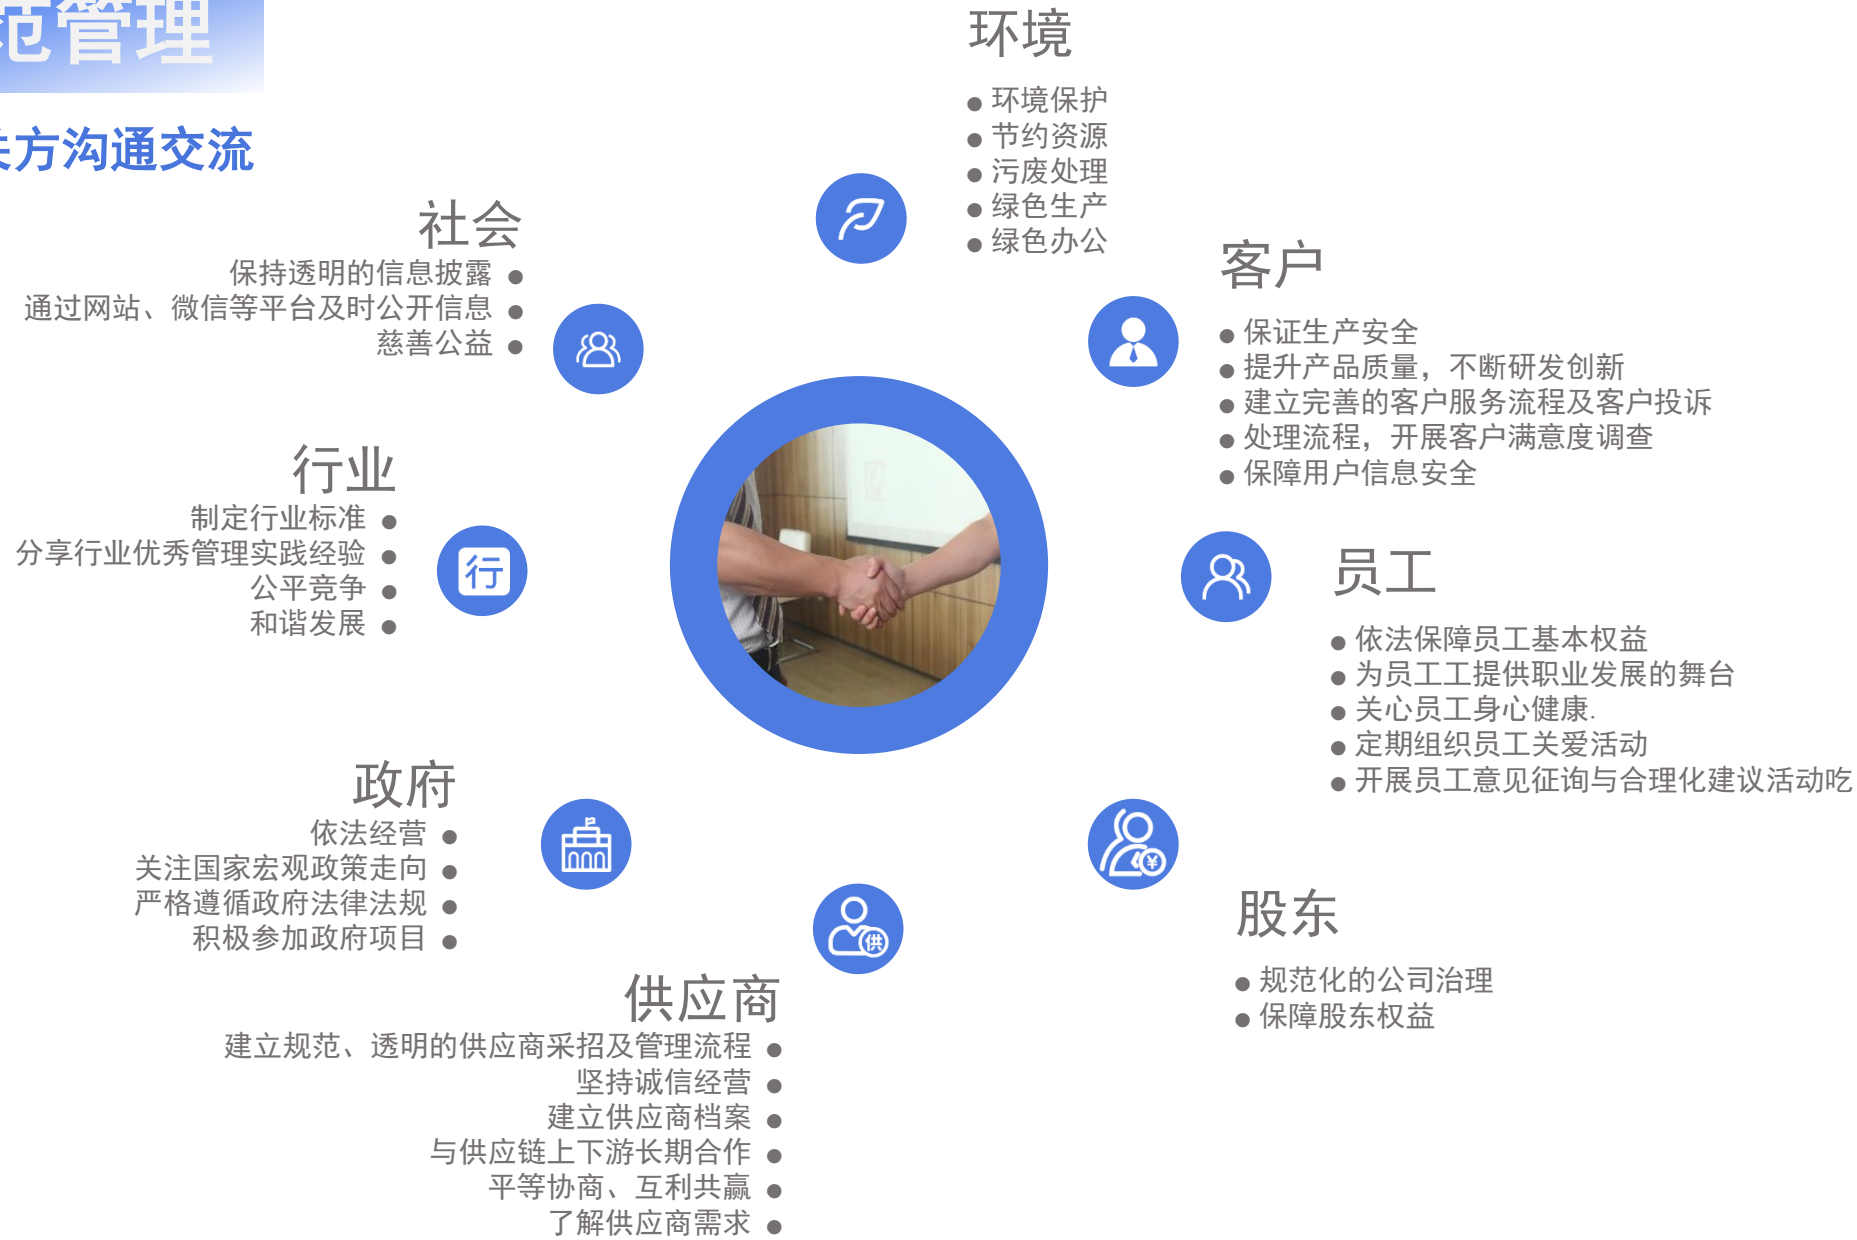 范管理
关方沟通交流
环境
● 环境保护
● 节约资源
● 污废处理
● 绿色生产
● 绿色办公
社会
保持透明的信息披露 ●
通过网站、微信等平台及时公开信息 ●
慈善公益 ●
客户
● 保证生产安全
● 提升产品质量，不断研发创新
● 建立完善的客户服务流程及客户投诉
● 处理流程，开展客户满意度调查
● 保障用户信息安全
行业
制定行业标准 ●
分享行业优秀管理实践经验 ●
公平竞争 ●
和谐发展 ●
行
员工
● 依法保障员工基本权益
● 为员工工提供职业发展的舞台
● 关心员工身心健康.
● 定期组织员工关爱活动
● 开展员工意见征询与合理化建议活动吃
政府
依法经营 ●
关注国家宏观政策走向 ●
严格遵循政府法律法规 ●
积极参加政府项目 ●
¥
供
股东
● 规范化的公司治理
● 保障股东权益
供应商
建立规范、透明的供应商采招及管理流程 ●
坚持诚信经营 ●
建立供应商档案 ●
与供应链上下游长期合作 ●
平等协商、互利共赢 ●
了解供应商需求 ●